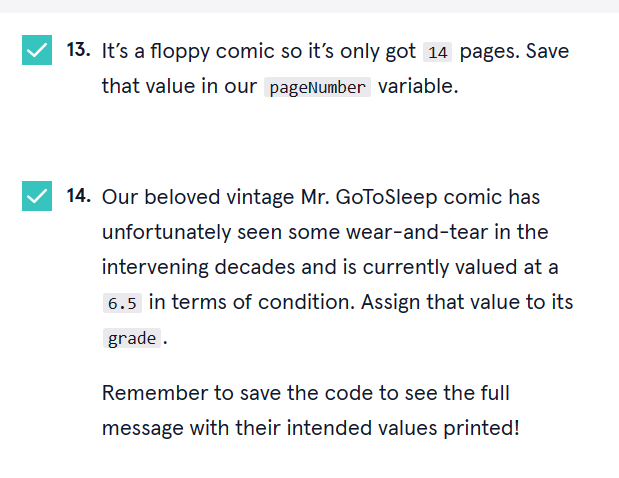 13. It’s a floppy comic so it’s only got 14 pages. Save
that value in our pageNumber variable.
14. Our beloved vintage Mr. GoToSleep comic has
unfortunately seen some wear-and-tear in the
intervening decades and is currently valued at a
6.5 in terms of condition. Assign that value to its
grade.
Remember to save the code to see the full
message with their intended values printed!